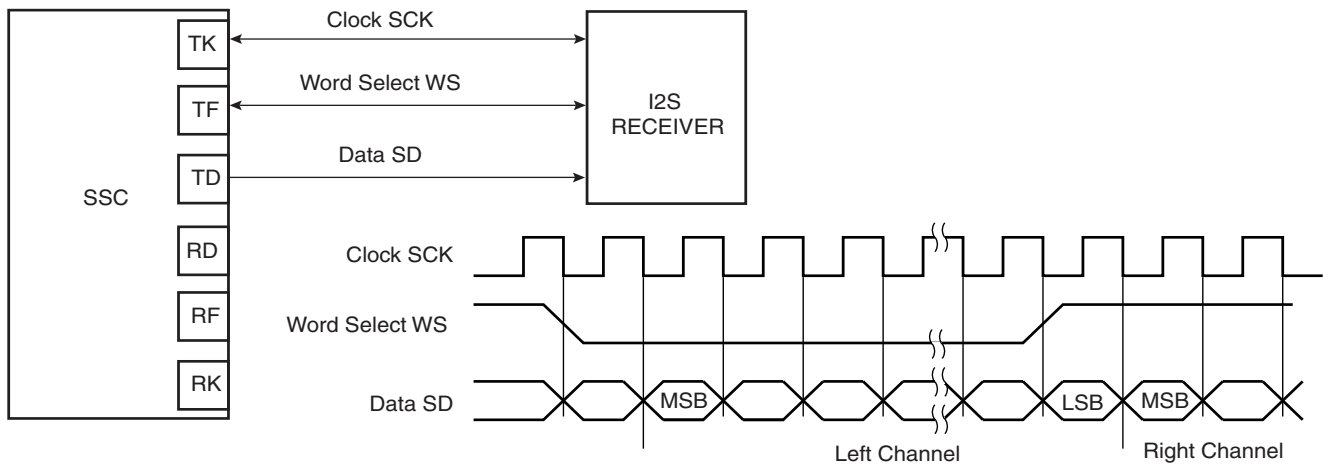 SSC
TK
TF
TD
RD
RF
RK
Clock SCK
Word Select WS
Data SD
I2S
RECEIVER
Clock SCK
Word Select WS
Data SD
MSB
LSB
MSB
Left Channel
Right Channel